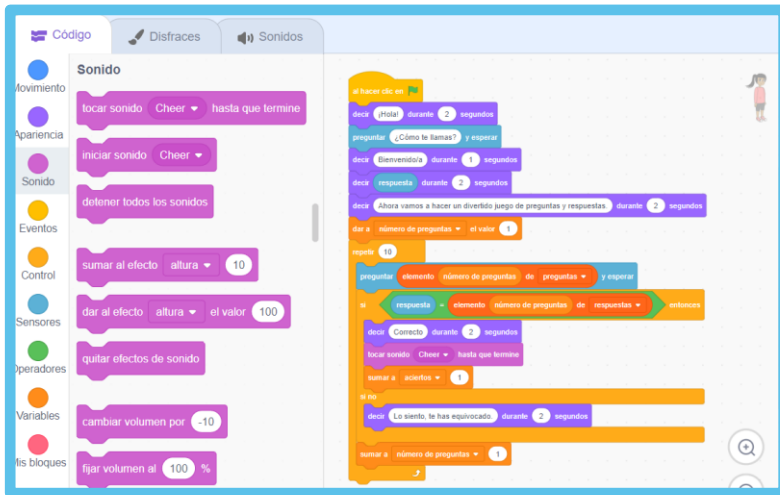 Código
Disfraces
Sonidos
Movimiento
Apariencia
Sonido
Eventos
Control
Sensores
Operadores
Variables
Mis bloques
Sonido
tocar sonido Cheer hasta que termine
iniciar sonido Cheer
detener todos los sonidos
sumar al efecto altura 10
dar al efecto altura el valor 100
quitar efectos de sonido
cambiar volumen por -10
fijar volumen al 100 %
al hacer clic en
decir ¡Hola! durante 2 segundos
preguntar ¿Cómo te llamas? y esperar
decir Bienvenido/a durante 1 segundos
decir respuesta durante 2 segundos
decir Ahora vamos a hacer un divertido juego de preguntas y respuestas. durante 2 segundos
dar a número de preguntas el valor 1
repetir 10
preguntar elemento número de preguntas de preguntas y esperar
si respuesta = elemento número de preguntas de respuestas entonces
decir Correcto durante 2 segundos
tocar sonido Cheer hasta que termine
sumar a aciertos 1
si no
decir Lo siento, te has equivocado. durante 2 segundos
sumar a número de preguntas 1